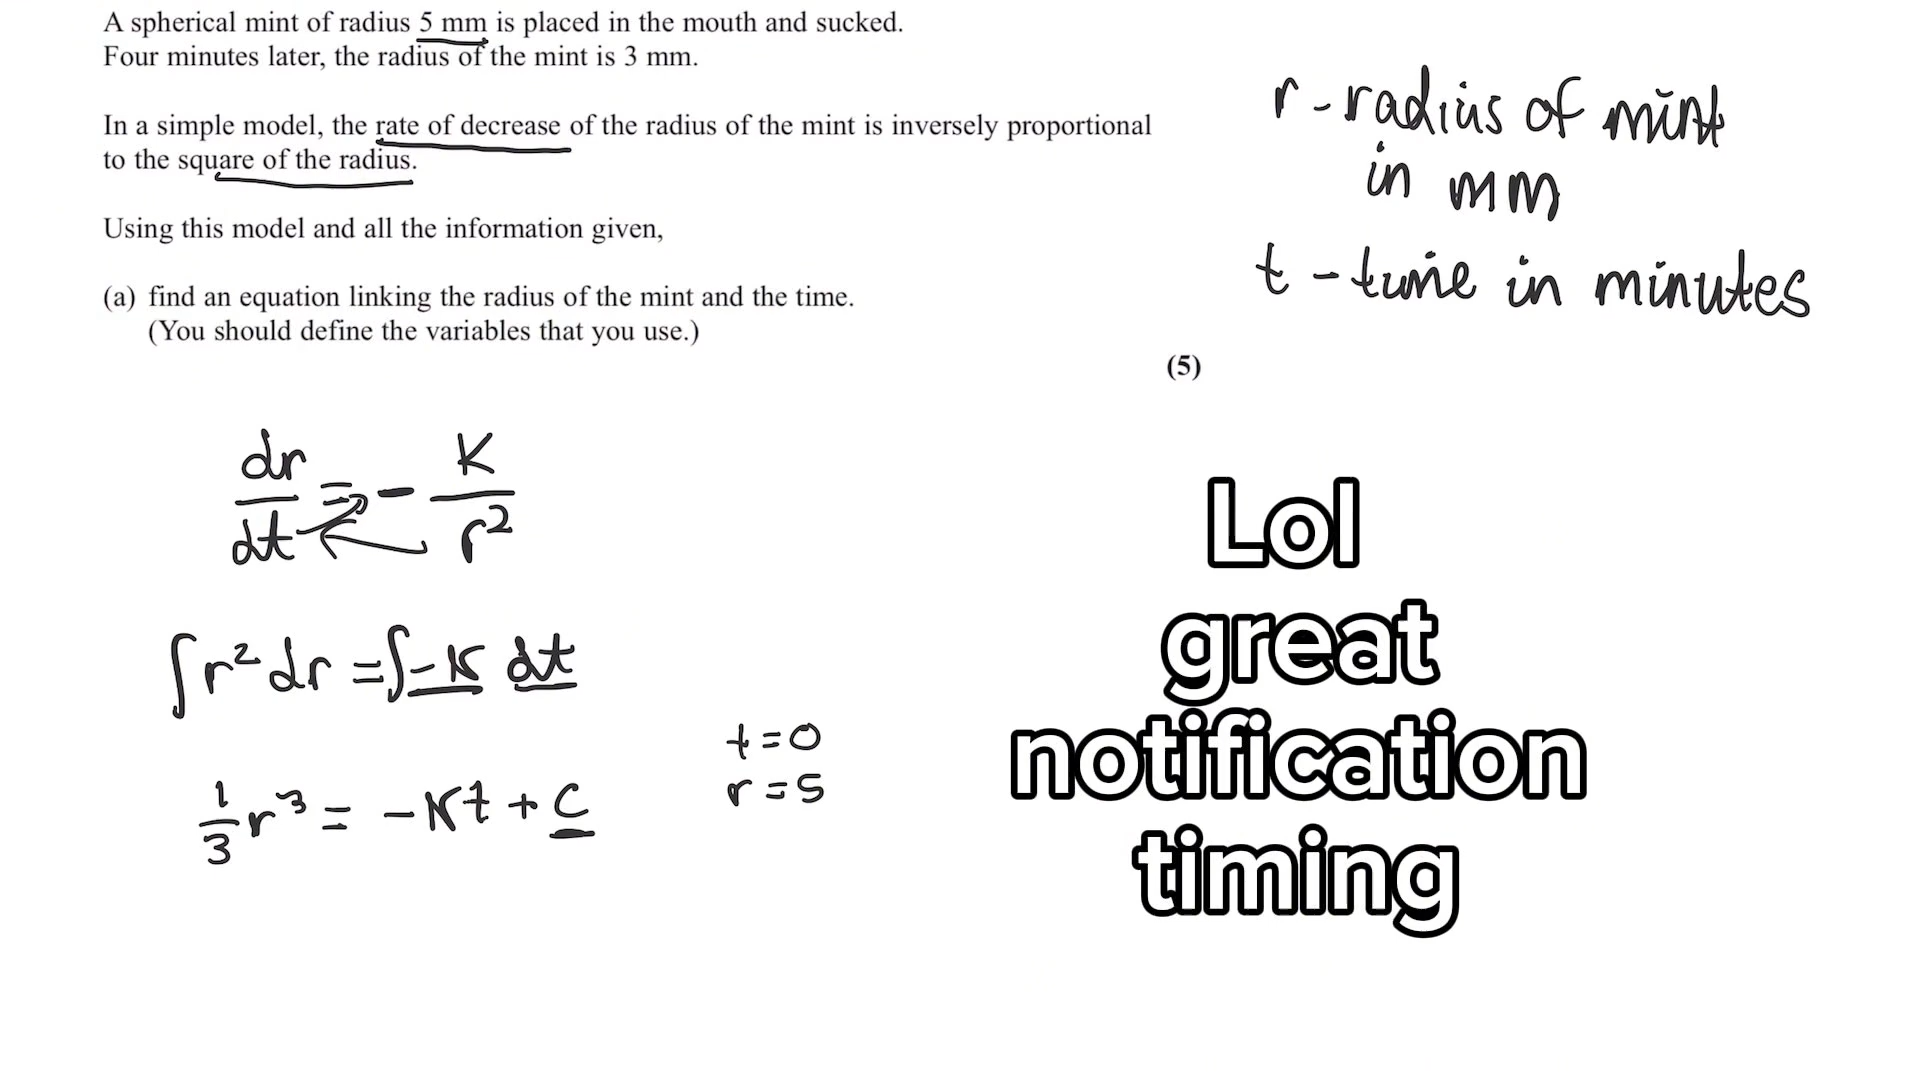 A spherical mint of radius 5 mm is placed in the mouth and sucked.
Four minutes later, the radius of the mint is 3 mm.
In a simple model, the rate of decrease of the radius of the mint is inversely proportional
to the square of the radius.
Using this model and all the information given,
(a) find an equation linking the radius of the mint and the time.
(You should define the variables that you use.)
(5)
r - radius of mint
in mm
t - time in minutes
dr/dt = - K/r²
∫r² dr = ∫-K dt
1/3 r³ = -Kt + C
t = 0
r = 5
Lol
great
notification
timing